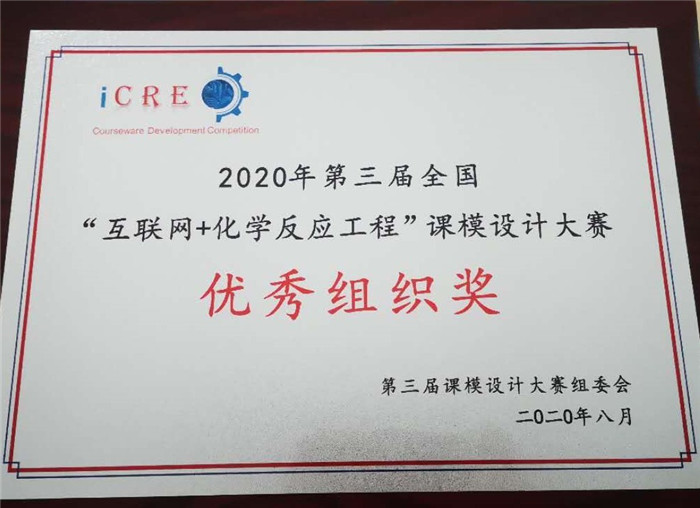 iCRE
Courseware Development Competition
2020年第三届全国
“互联网+化学反应工程”课模设计大赛
优秀组织奖
第三届课模设计大赛组委会
二〇二〇年八月